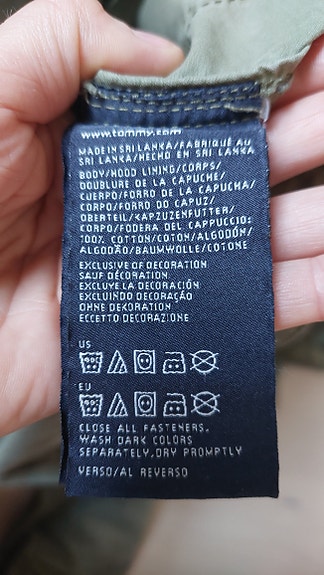 www.tommy.com
MADE IN SRI LANKA/FABRIQUÉ AU
SRI LANKA/HECHO EN SRI LANKA
BODY/HOOD LINING/CORPS/
DOUBLURE DE LA CAPUCHE/
CUERPO/FORRO DE LA CAPUCHA/
CORPO/FORRO DO CAPUZ/
OBERTEIL/KAPZUZENFUTTER/
CORPO/FODERA DEL CAPPUCCIO:
100% COTTON/COTON/ALGODÓN/
ALGODÃO/BAUMWOLLE/COTONE
EXCLUSIVE OF DECORATION
SAUF DÉCORATION
EXCLUYE LA DECORACIÓN
EXCLUINDO DECORAÇÃO
OHNE DEKORATION
ECCETTO DECORAZIONE
US
EU
CLOSE ALL FASTENERS.
WASH DARK COLORS
SEPARATELY,DRY PROMPTLY
VERSO/AL REVERSO